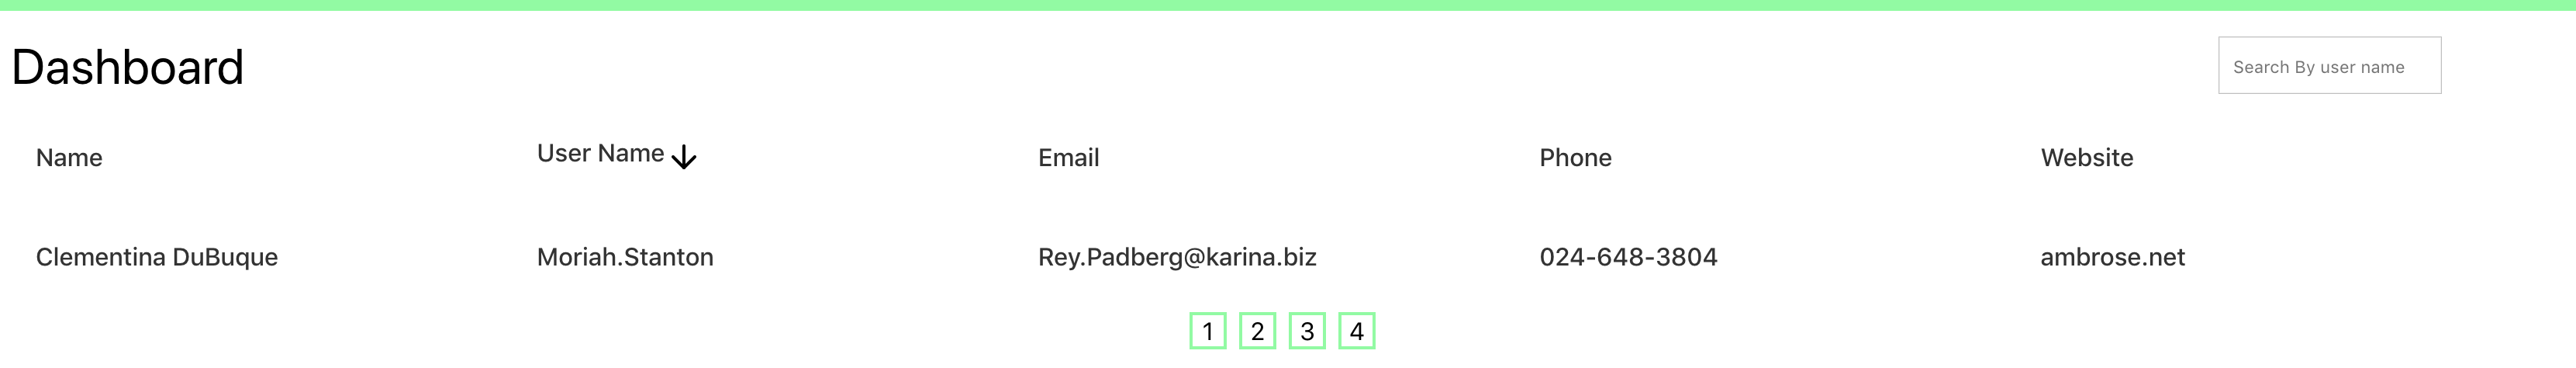 Dashboard
Search By user name
Name User Name Email Phone Website
Clementina DuBuque Moriah.Stanton Rey.Padberg@karina.biz 024-648-3804 ambrose.net
1 2 3 4